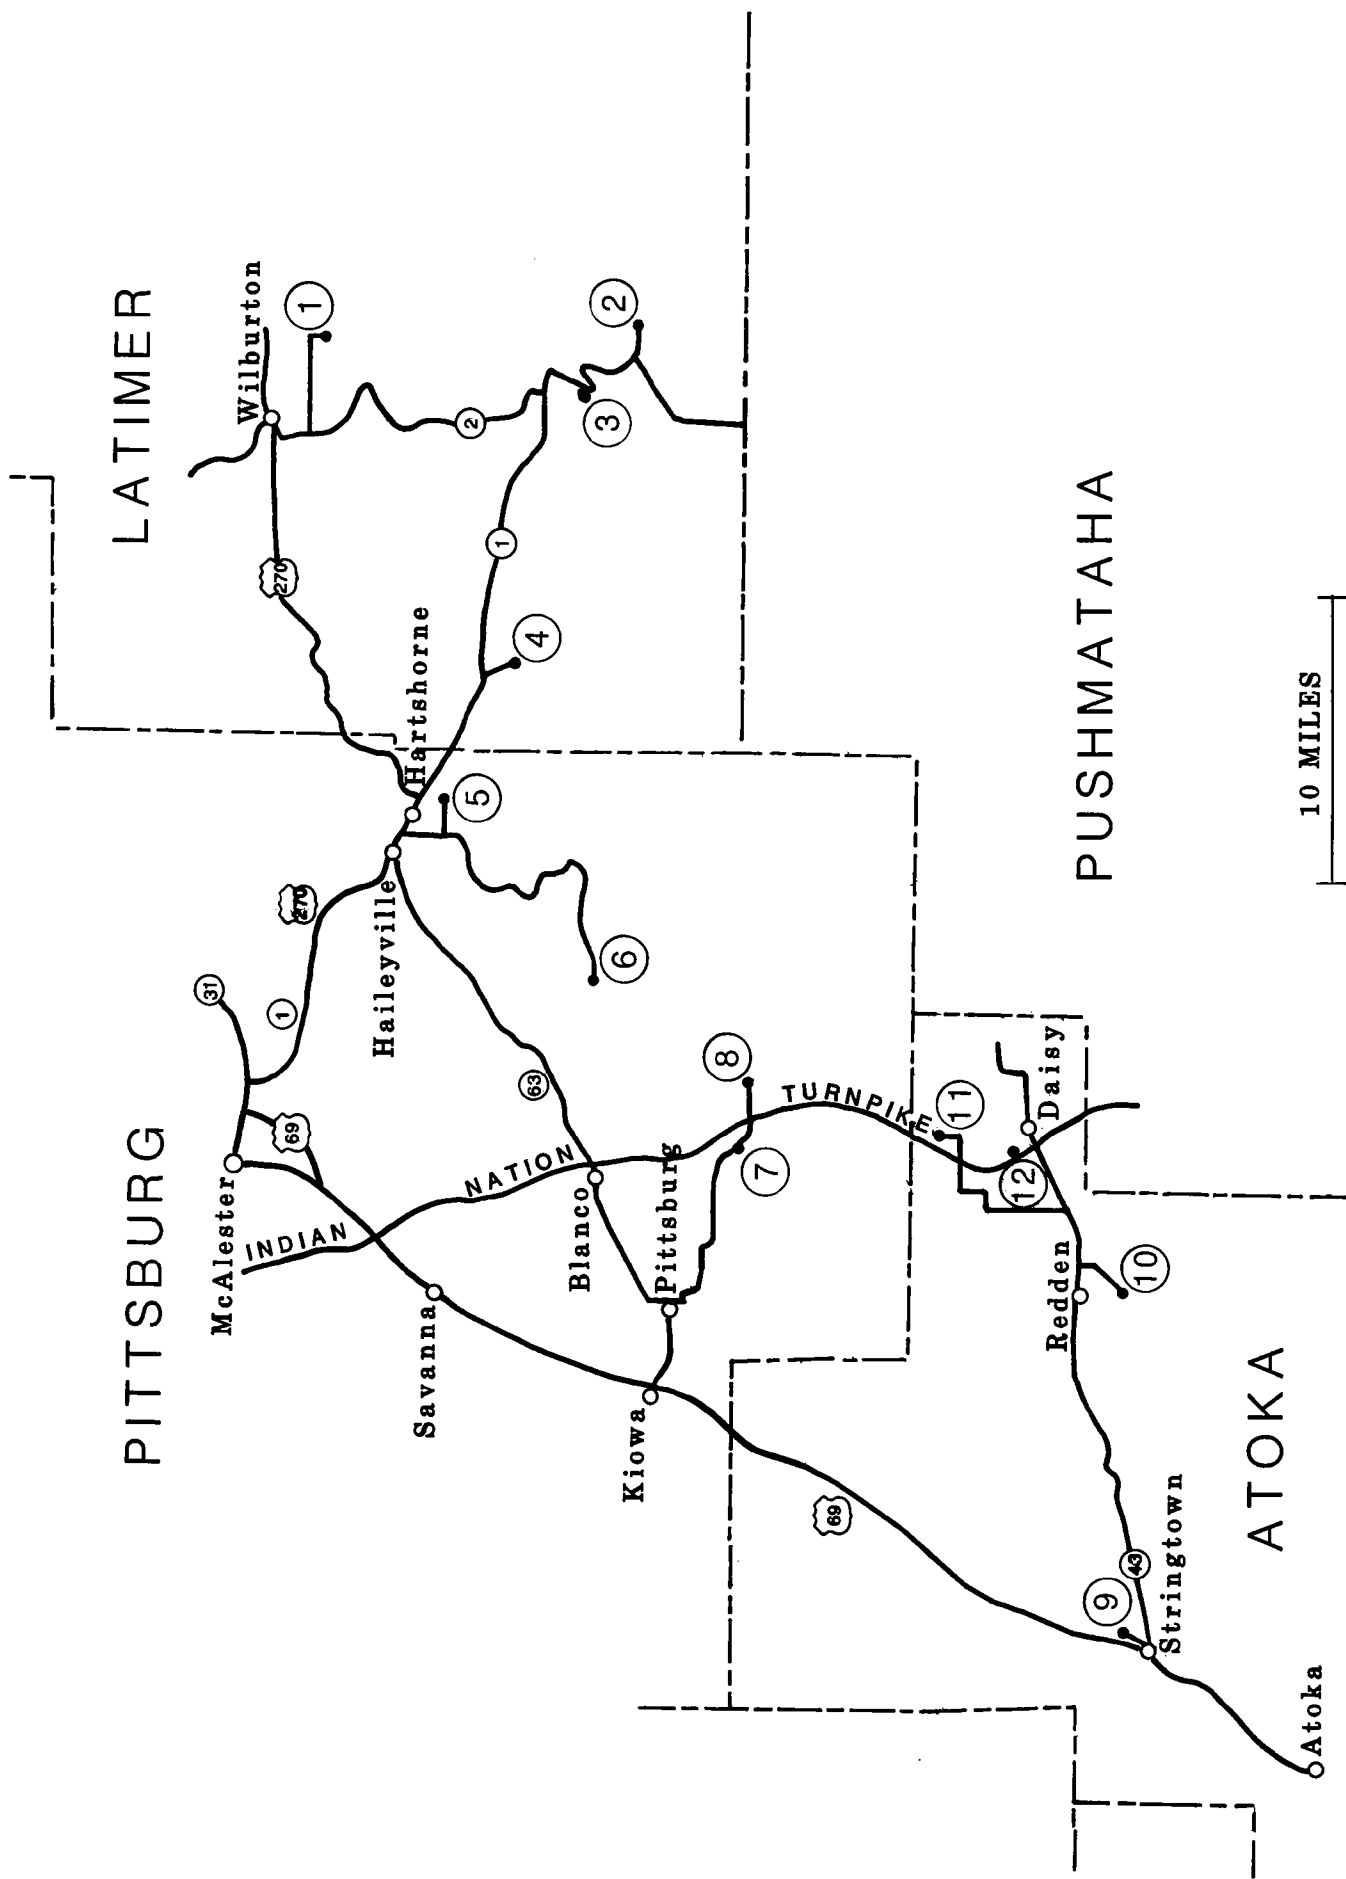 PITTSBURG
LATIMER
McAlester
69
31
1
270
270
Wilburton
1
INDIAN
NATION
TURNPIKE
Savanna
Haileyville
Hartshorne
5
4
1
2
3
2
63
6
Blanco
Kiowa
Pittsburg
7
8
69
11
12
Daisy
PUSHMATAHA
Redden
10
9
43
Stringtown
ATOKA
Atoka
10 MILES